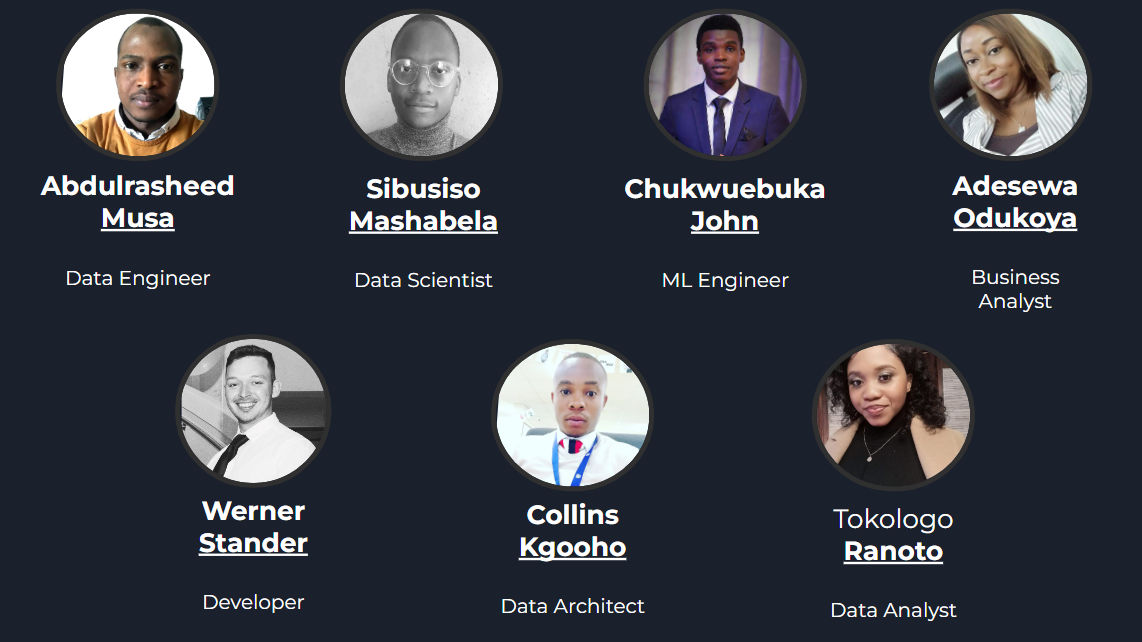 Abdulrasheed
Musa
Data Engineer
Sibusiso
Mashabela
Data Scientist
Chukwuebuka
John
ML Engineer
Adesewa
Odukoya
Business
Analyst
Werner
Stander
Developer
Collins
Kgooho
Data Architect
Tokologo
Ranoto
Data Analyst